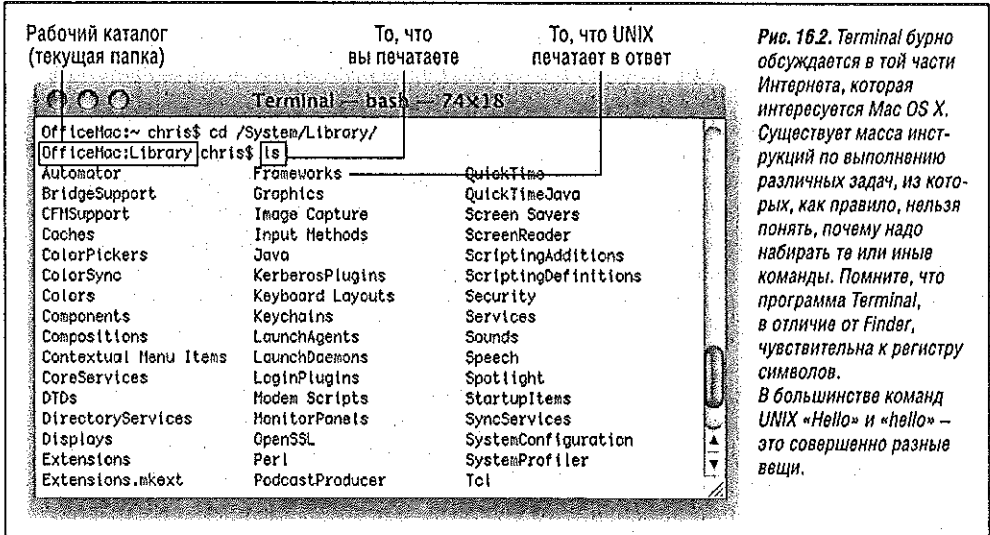 Рабочий каталог
(текущая папка)
То, что
вы печатаете
То, что UNIX
печатает в ответ
Terminal — bash — 74×18
OfficeMac:~ chris$ cd /System/Library/
OfficeMac:Library chris$ ls
Automator Frameworks QuickTime
BridgeSupport Graphics QuickTimeJava
CFMSupport Image Capture Screen Savers
Caches Input Methods ScreenReader
ColorPickers Java ScriptingAdditions
ColorSync KerberosPlugins ScriptingDefinitions
Colors Keyboard Layouts Security
Components Keychains Services
Compositions LaunchAgents Sounds
Contextual Menu Items LaunchDaemons Speech
CoreServices LoginPlugins Spotlight
DTDs Modem Scripts StartupItems
DirectoryServices MonitorPanels SyncServices
Displays OpenSSL SystemConfiguration
Extensions Perl SystemProfiler
Extensions.mkext PodcastProducer Tcl
Рис. 16.2. Terminal бурно
обсуждается в той части
Интернета, которая
интересуется Mac OS X.
Существует масса инст-
рукций по выполнению
различных задач, из кото-
рых, как правило, нельзя
понять, почему надо
набирать те или иные
команды. Помните, что
программа Terminal,
в отличие от Finder,
чувствительна к регистру
символов.
В большинстве команд
UNIX «Hello» и «hello» –
это совершенно разные
вещи.